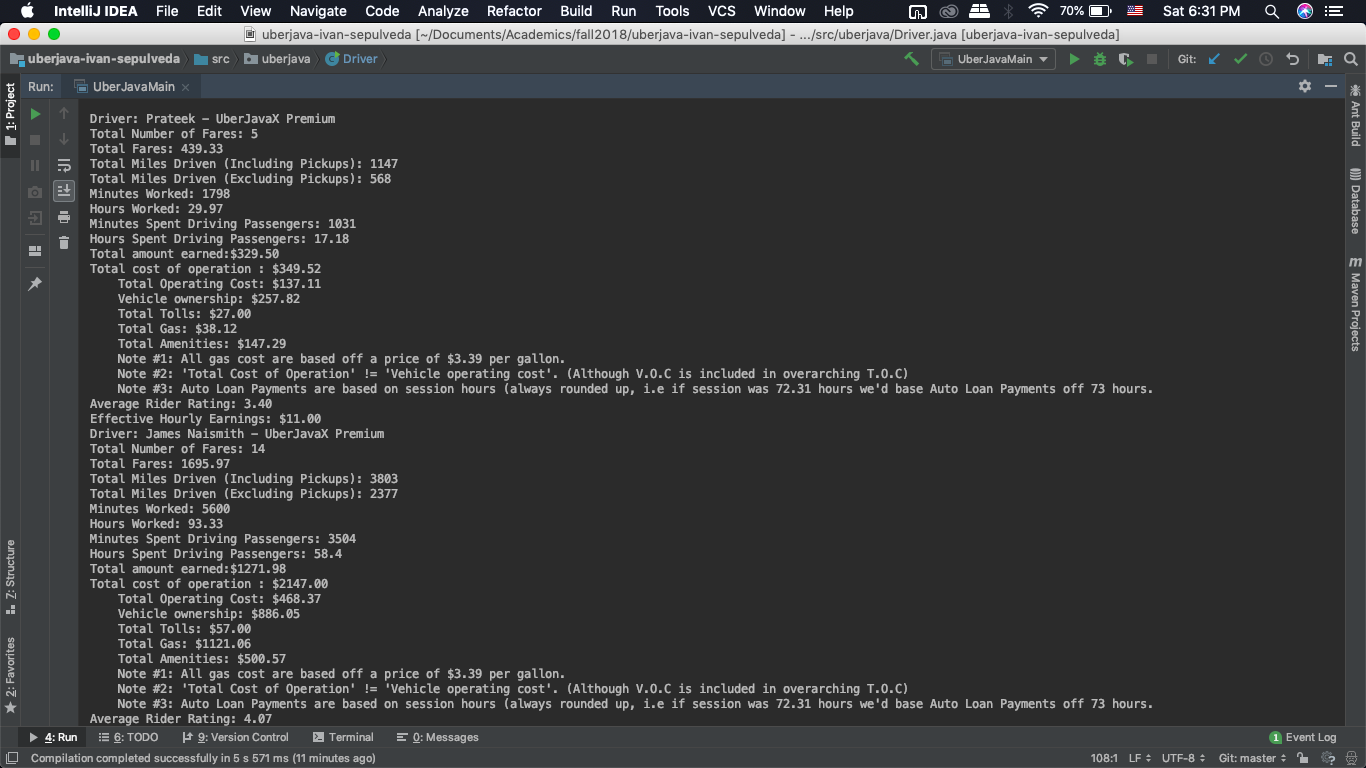 IntelliJ IDEA File Edit View Navigate Code Analyze Refactor Build Run Tools VCS Window Help 70% Sat 6:31 PM
uberjava-ivan-sepulveda [~/Documents/Academics/fall2018/uberjava-ivan-sepulveda] - .../src/uberjava/Driver.java [uberjava-ivan-sepulveda]
uberjava-ivan-sepulveda src uberjava Driver UberJavaMain Git:
Run: UberJavaMain
1: Project
Z: Structure
2: Favorites
Ant Build
Database
Maven Projects
Driver: Prateek – UberJavaX Premium
Total Number of Fares: 5
Total Fares: 439.33
Total Miles Driven (Including Pickups): 1147
Total Miles Driven (Excluding Pickups): 568
Minutes Worked: 1798
Hours Worked: 29.97
Minutes Spent Driving Passengers: 1031
Hours Spent Driving Passengers: 17.18
Total amount earned:$329.50
Total cost of operation : $349.52
Total Operating Cost: $137.11
Vehicle ownership: $257.82
Total Tolls: $27.00
Total Gas: $38.12
Total Amenities: $147.29
Note #1: All gas cost are based off a price of $3.39 per gallon.
Note #2: 'Total Cost of Operation' != 'Vehicle operating cost'. (Although V.O.C is included in overarching T.O.C)
Note #3: Auto Loan Payments are based on session hours (always rounded up, i.e if session was 72.31 hours we'd base Auto Loan Payments off 73 hours.
Average Rider Rating: 3.40
Effective Hourly Earnings: $11.00
Driver: James Naismith – UberJavaX Premium
Total Number of Fares: 14
Total Fares: 1695.97
Total Miles Driven (Including Pickups): 3803
Total Miles Driven (Excluding Pickups): 2377
Minutes Worked: 5600
Hours Worked: 93.33
Minutes Spent Driving Passengers: 3504
Hours Spent Driving Passengers: 58.4
Total amount earned:$1271.98
Total cost of operation : $2147.00
Total Operating Cost: $468.37
Vehicle ownership: $886.05
Total Tolls: $57.00
Total Gas: $1121.06
Total Amenities: $500.57
Note #1: All gas cost are based off a price of $3.39 per gallon.
Note #2: 'Total Cost of Operation' != 'Vehicle operating cost'. (Although V.O.C is included in overarching T.O.C)
Note #3: Auto Loan Payments are based on session hours (always rounded up, i.e if session was 72.31 hours we'd base Auto Loan Payments off 73 hours.
Average Rider Rating: 4.07
4: Run 6: TODO 9: Version Control Terminal 0: Messages 1 Event Log
Compilation completed successfully in 5 s 571 ms (11 minutes ago) 108:1 LF UTF-8 Git: master